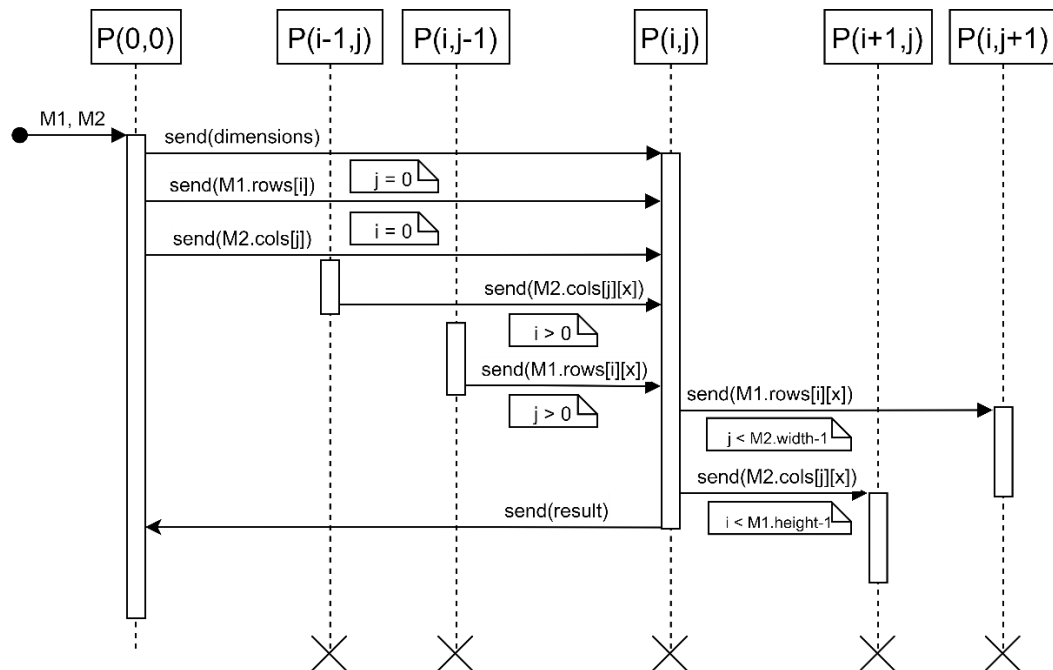 P(0,0)
P(i-1,j)
P(i,j-1)
P(i,j)
P(i+1,j)
P(i,j+1)
M1, M2
send(dimensions)
j = 0
send(M1.rows[i])
i = 0
send(M2.cols[j])
send(M2.cols[j][x])
i > 0
send(M1.rows[i][x])
j > 0
send(M1.rows[i][x])
j < M2.width-1
send(M2.cols[j][x])
i < M1.height-1
send(result)